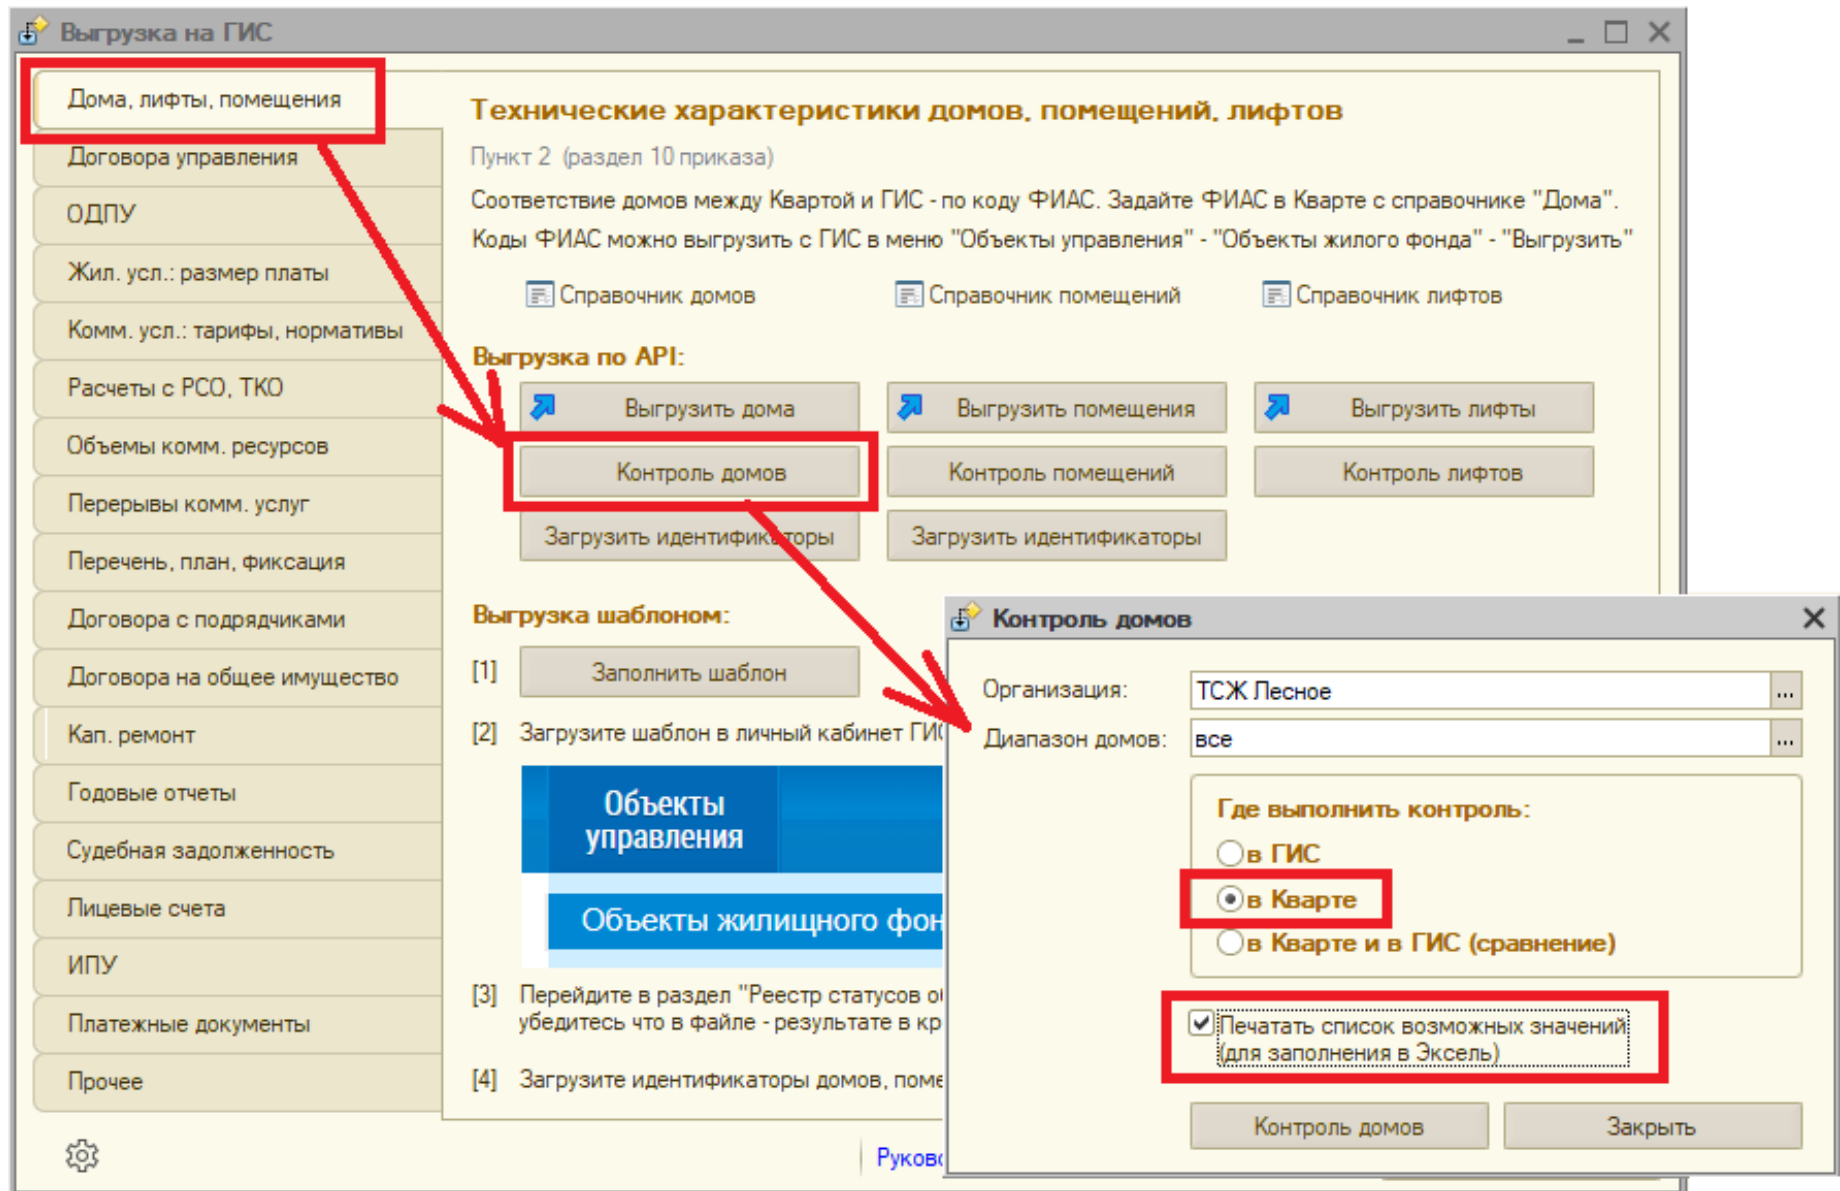 Выгрузка на ГИС
Дома, лифты, помещения
Договора управления
ОДПУ
Жил. усл.: размер платы
Комм. усл.: тарифы, нормативы
Расчеты с РСО, ТКО
Объемы комм. ресурсов
Перерывы комм. услуг
Перечень, план, фиксация
Договора с подрядчиками
Договора на общее имущество
Кап. ремонт
Годовые отчеты
Судебная задолженность
Лицевые счета
ИПУ
Платежные документы
Прочее
Технические характеристики домов, помещений, лифтов
Пункт 2 (раздел 10 приказа)
Соответствие домов между Квартой и ГИС - по коду ФИАС. Задайте ФИАС в Кварте с справочнике "Дома".
Коды ФИАС можно выгрузить с ГИС в меню "Объекты управления" - "Объекты жилого фонда" - "Выгрузить"
Справочник домов Справочник помещений Справочник лифтов
Выгрузка по API:
Выгрузить дома Выгрузить помещения Выгрузить лифты
Контроль домов Контроль помещений Контроль лифтов
Загрузить идентификаторы Загрузить идентификаторы
Выгрузка шаблоном:
[1] Заполнить шаблон
[2] Загрузите шаблон в личный кабинет ГИС
Объекты
управления
Объекты жилищного фон
[3] Перейдите в раздел "Реестр статусов об
убедитесь что в файле - результате в кр
[4] Загрузите идентификаторы домов, поме
Руково
Контроль домов
Организация: ТСЖ Лесное ...
Диапазон домов: все ...
Где выполнить контроль:
в ГИС
в Кварте
в Кварте и в ГИС (сравнение)
Печатать список возможных значений
(для заполнения в Эксель)
Контроль домов Закрыть